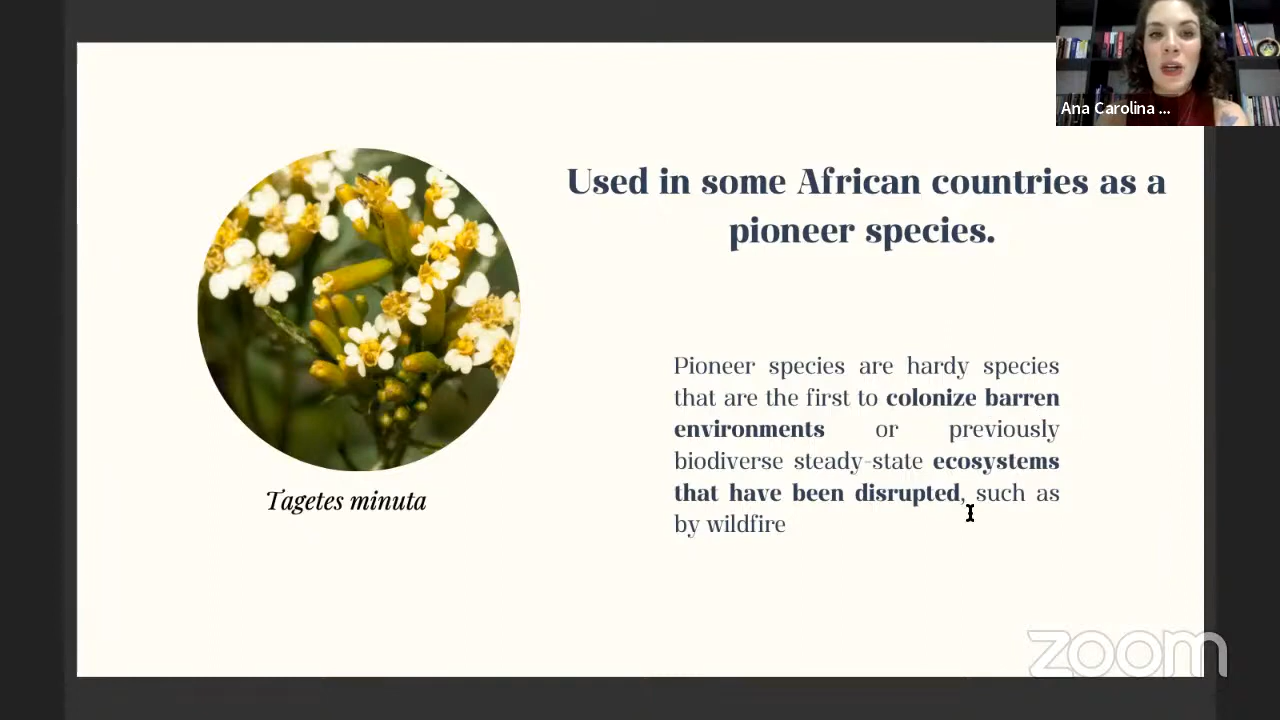 Ana Carolina ...
Used in some African countries as a
pioneer species.
Pioneer species are hardy species
that are the first to colonize barren
environments or previously
biodiverse steady-state ecosystems
that have been disrupted, such as
by wildfire
Tagetes minuta
zoom